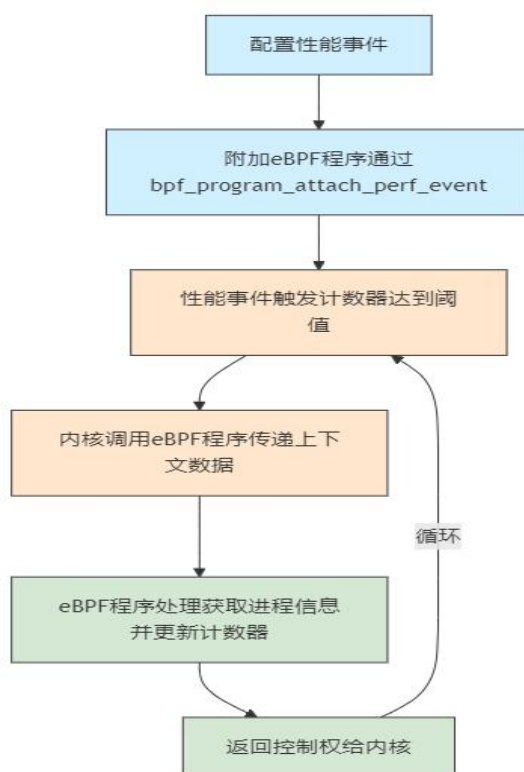 配置性能事件
附加eBPF程序通过
bpf_program_attach_perf_event
性能事件触发计数器达到阈
值
内核调用eBPF程序传递上下
文数据
循环
eBPF程序处理获取进程信息
并更新计数器
返回控制权给内核